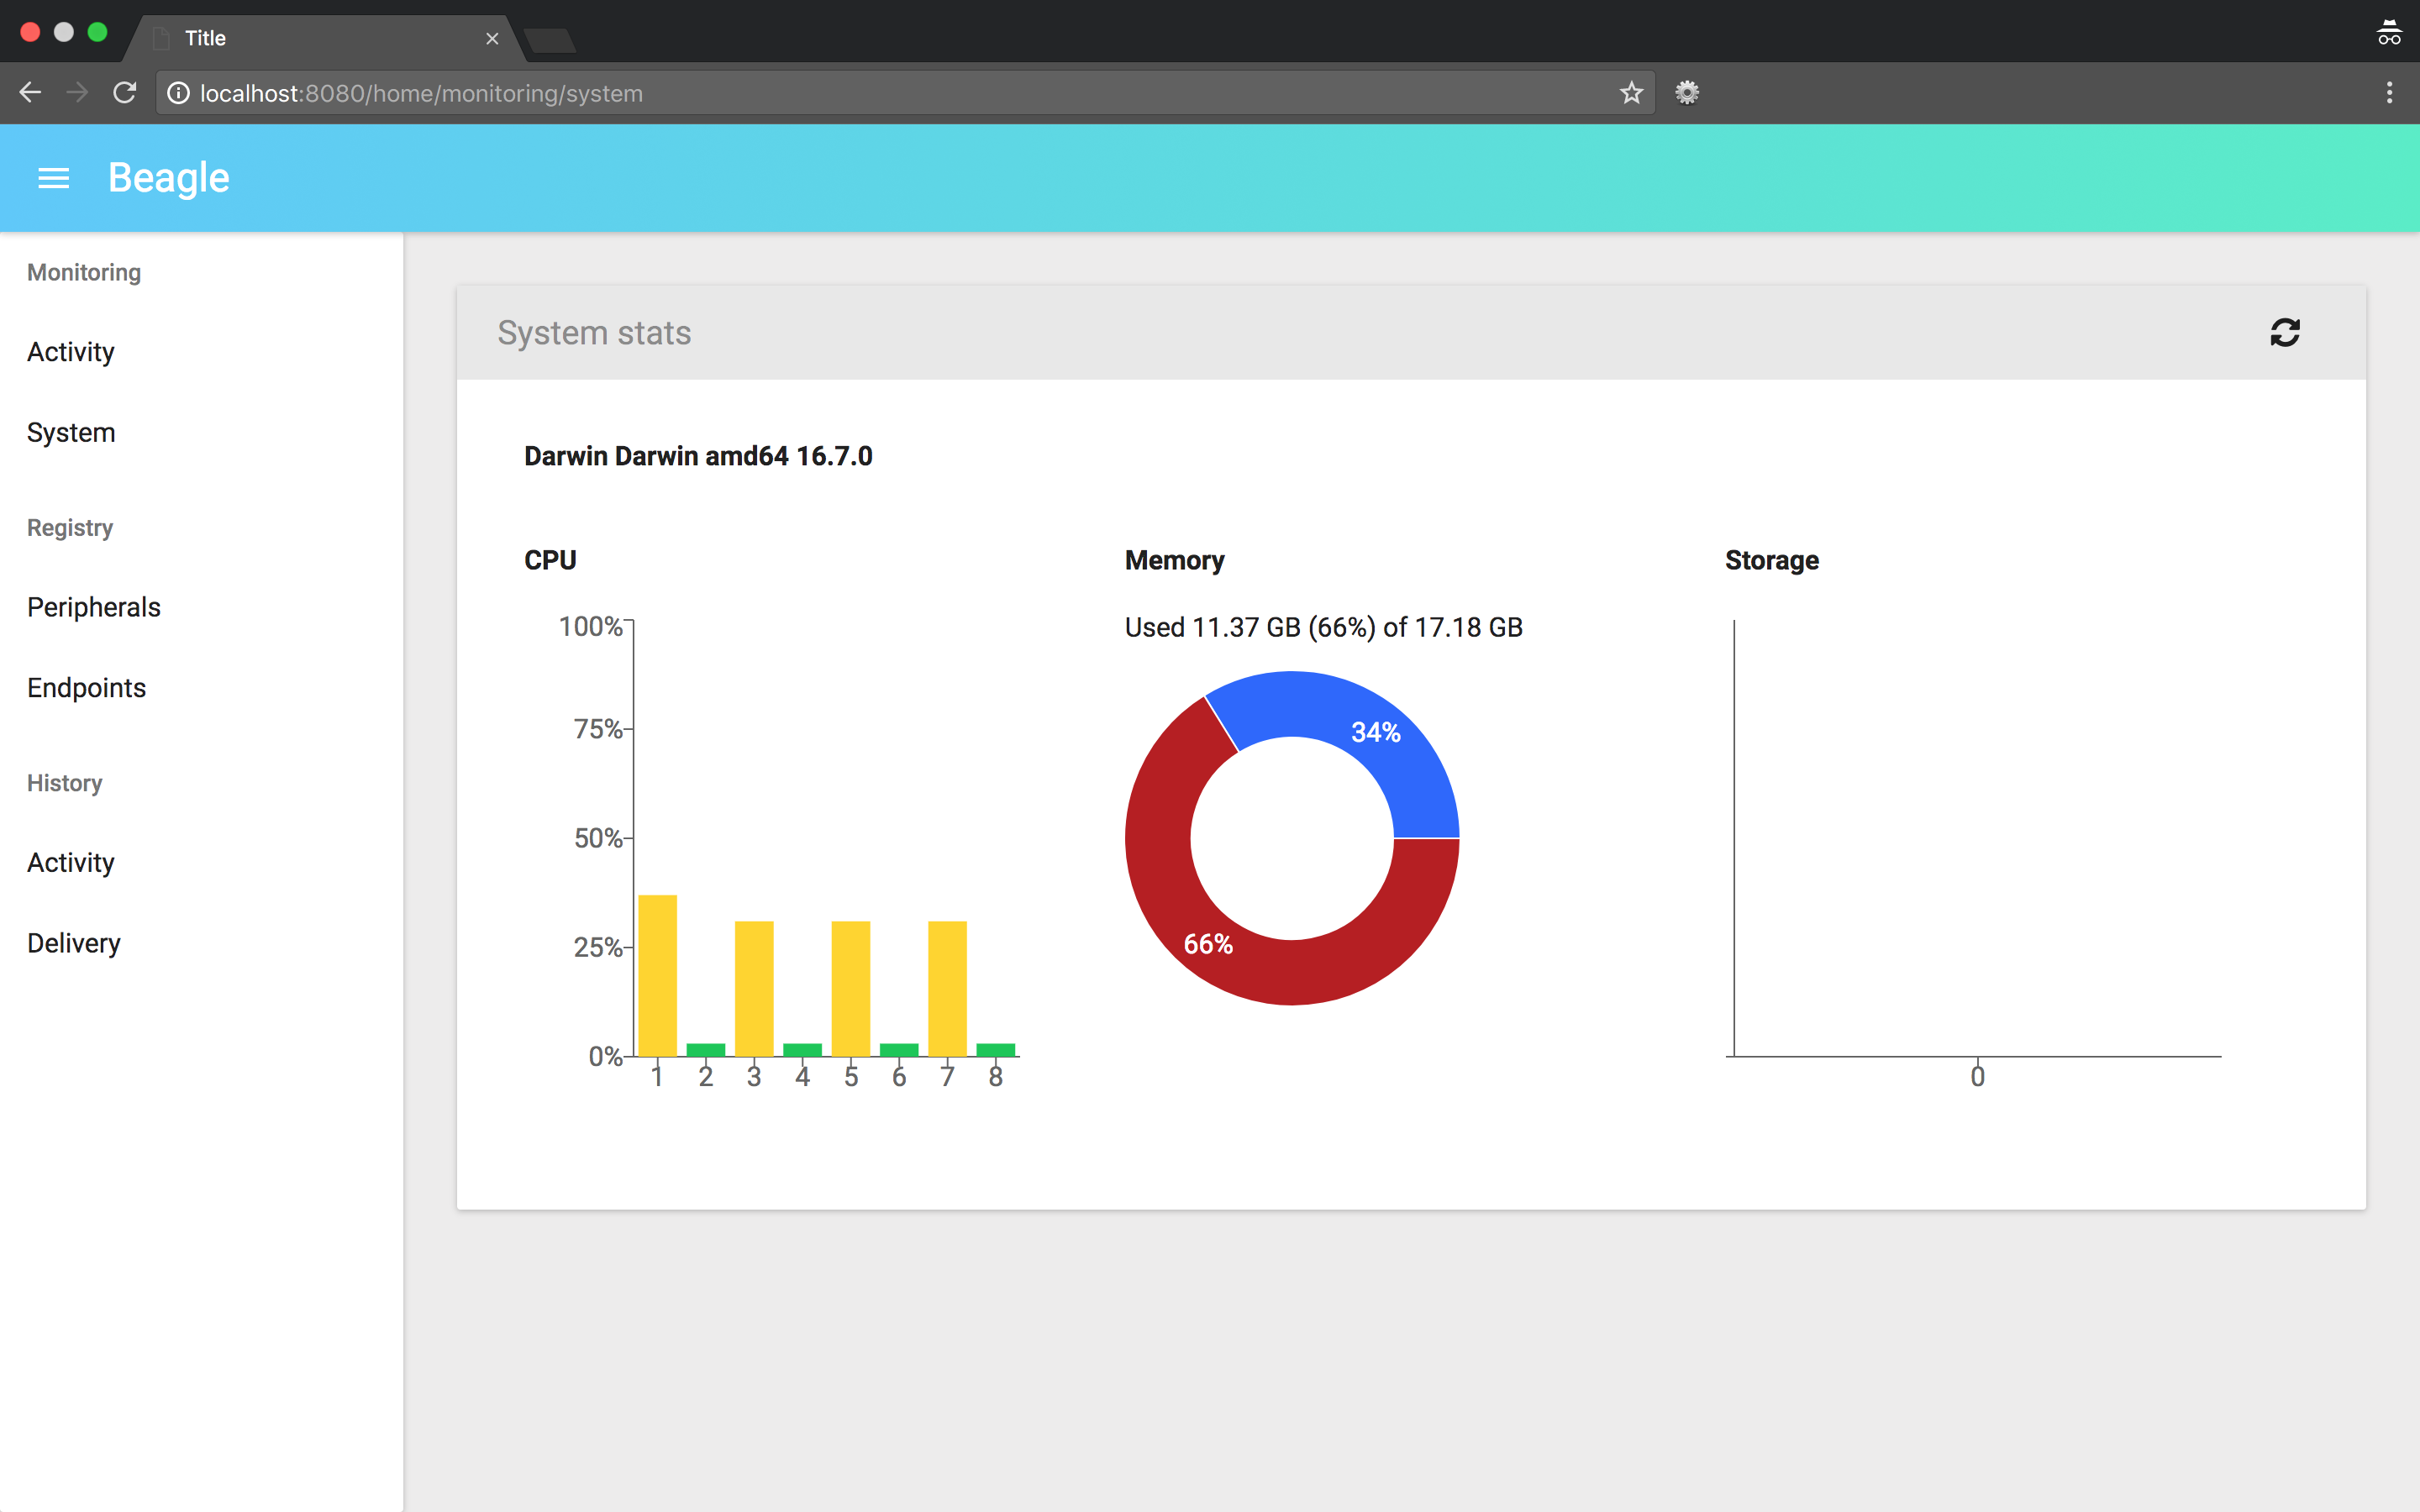 Title
localhost:8080/home/monitoring/system
Beagle
Monitoring
Activity
System
Registry
Peripherals
Endpoints
History
Activity
Delivery
System stats
Darwin Darwin amd64 16.7.0
CPU
100%
75%
50%
25%
0%
1 2 3 4 5 6 7 8
Memory
Used 11.37 GB (66%) of 17.18 GB
34%
66%
Storage
0